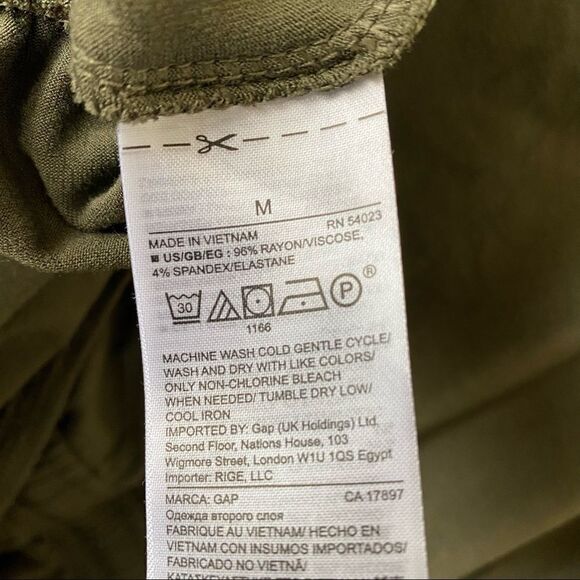 M
RN 54023
MADE IN VIETNAM
■ US/GB/EG : 96% RAYON/VISCOSE,
4% SPANDEX/ELASTANE
30
P
®
1166
MACHINE WASH COLD GENTLE CYCLE/
WASH AND DRY WITH LIKE COLORS/
ONLY NON-CHLORINE BLEACH
WHEN NEEDED/ TUMBLE DRY LOW/
COOL IRON
IMPORTED BY: Gap (UK Holdings) Ltd.
Second Floor, Nations House, 103
Wigmore Street, London W1U 1QS Egypt
Importer: RIGE, LLC
MARCA: GAP CA 17897
Одежда второго слоя
FABRIQUE AU VIETNAM/ HECHO EN
VIETNAM CON INSUMOS IMPORTADOS/
FABRICADO NO VIETNÃ/